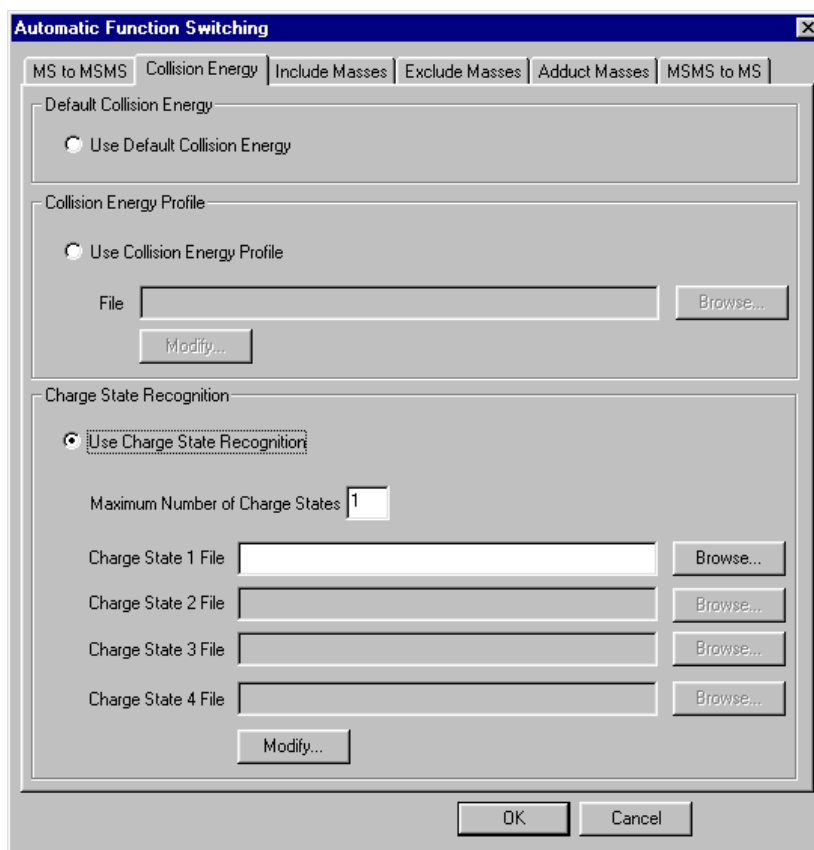 Automatic Function Switching
MS to MSMS Collision Energy Include Masses Exclude Masses Adduct Masses MSMS to MS
Default Collision Energy
Use Default Collision Energy
Collision Energy Profile
Use Collision Energy Profile
File Browse...
Modify...
Charge State Recognition
Use Charge State Recognition
Maximum Number of Charge States 1
Charge State 1 File Browse...
Charge State 2 File Browse...
Charge State 3 File Browse...
Charge State 4 File Browse...
Modify...
OK Cancel